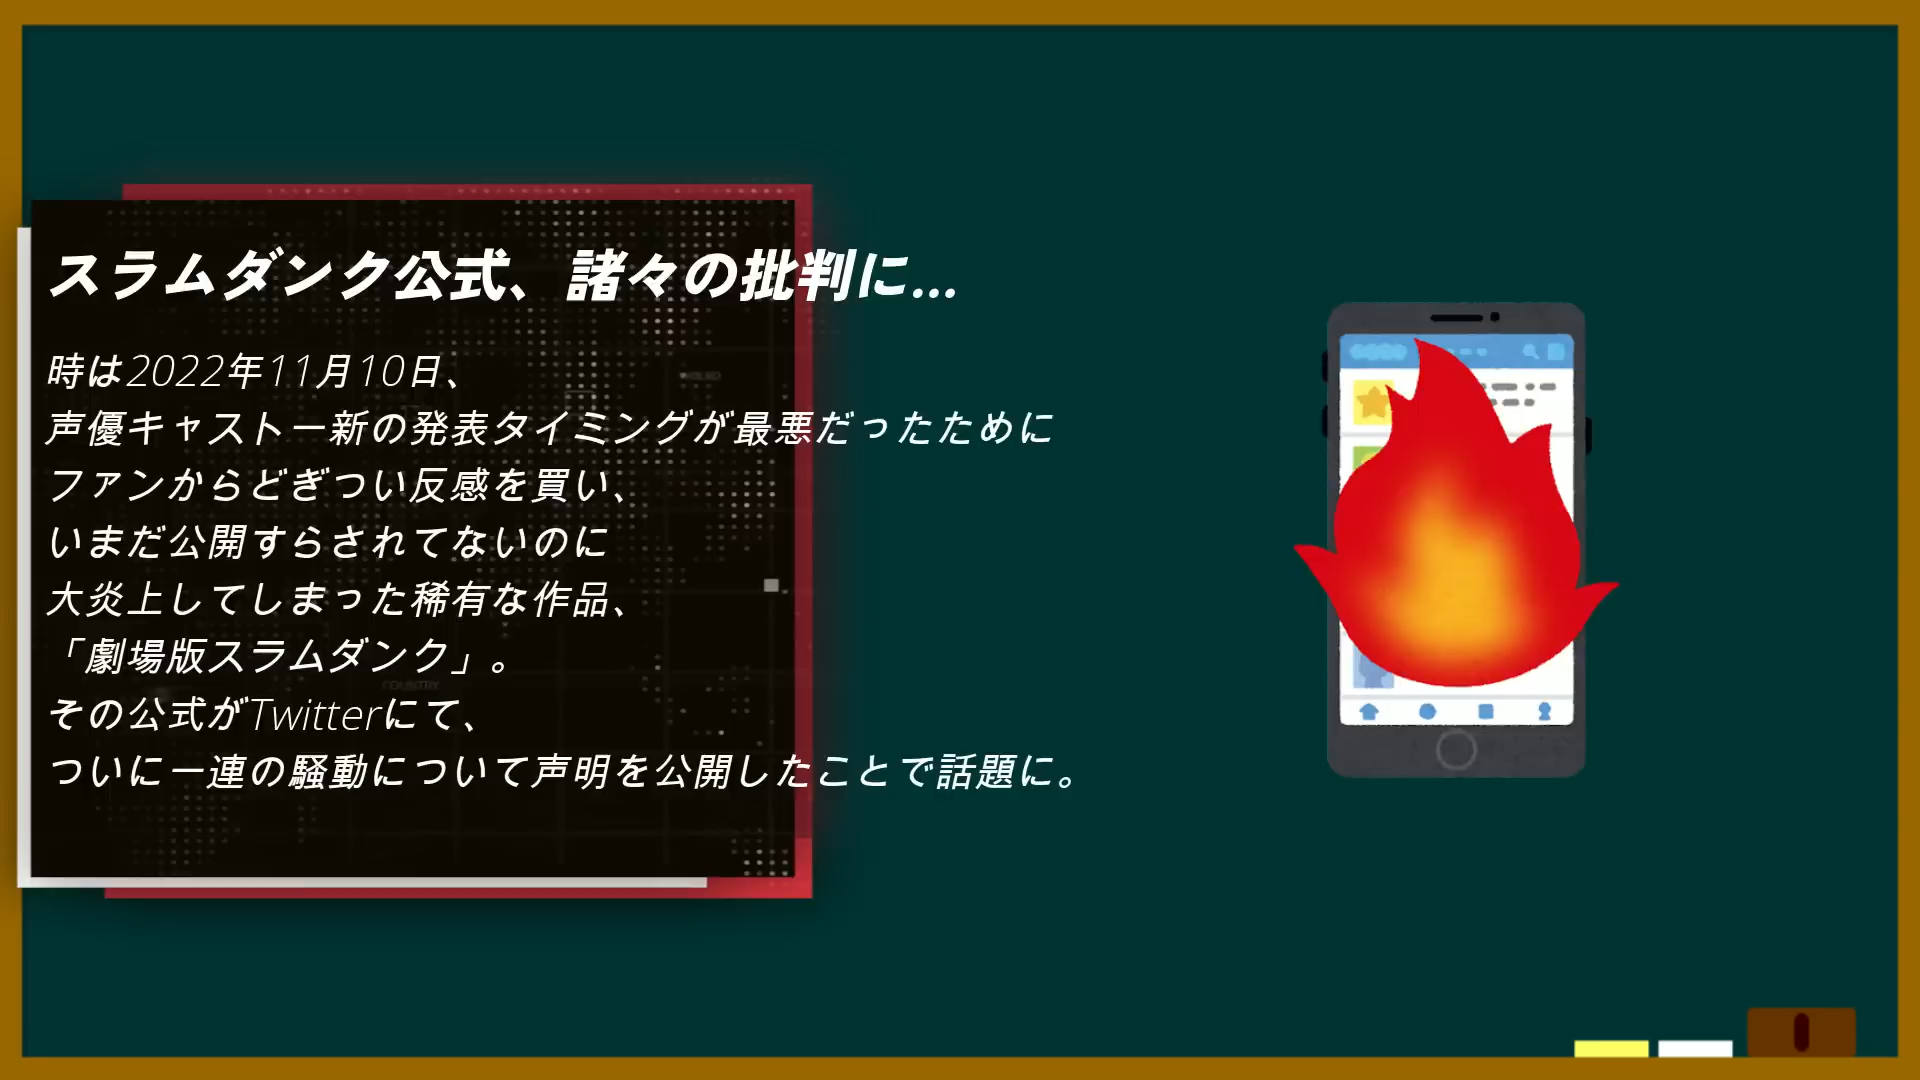 スラムダンク公式、諸々の批判に...
時は2022年11月10日、
声優キャスト一新の発表タイミングが最悪だったために
ファンからどぎつい反感を買い、
いまだ公開すらされてないのに
大炎上してしまった稀有な作品、
「劇場版スラムダンク」。
その公式がTwitterにて、
ついに一連の騒動について声明を公開したことで話題に。
COUNTRY